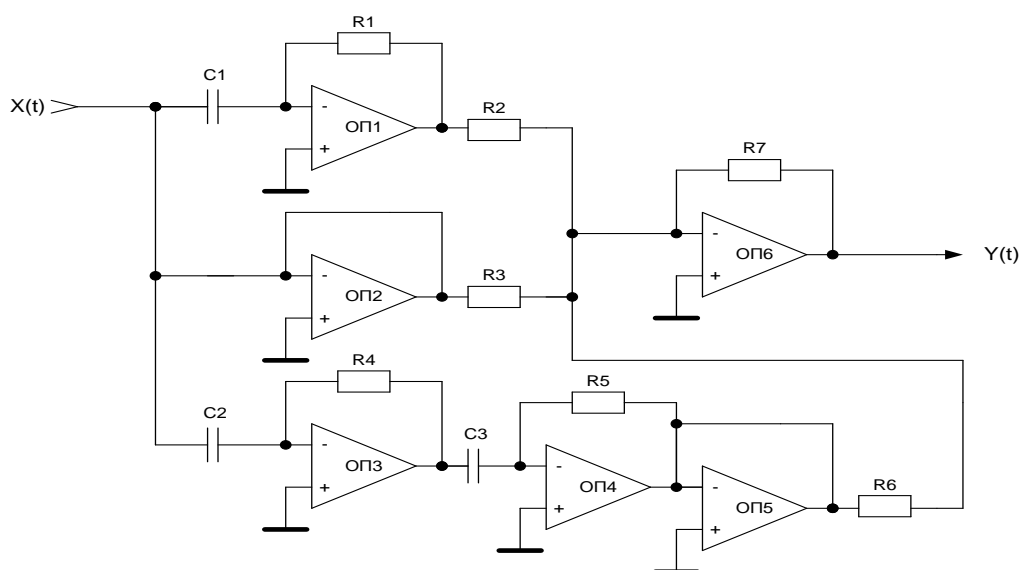 R1
C1
X(t)
-
ОП1
+
R2
R7
-
ОП6
+
Y(t)
-
ОП2
+
R3
R4
C2
-
ОП3
+
C3
R5
-
ОП4
+
-
ОП5
+
R6